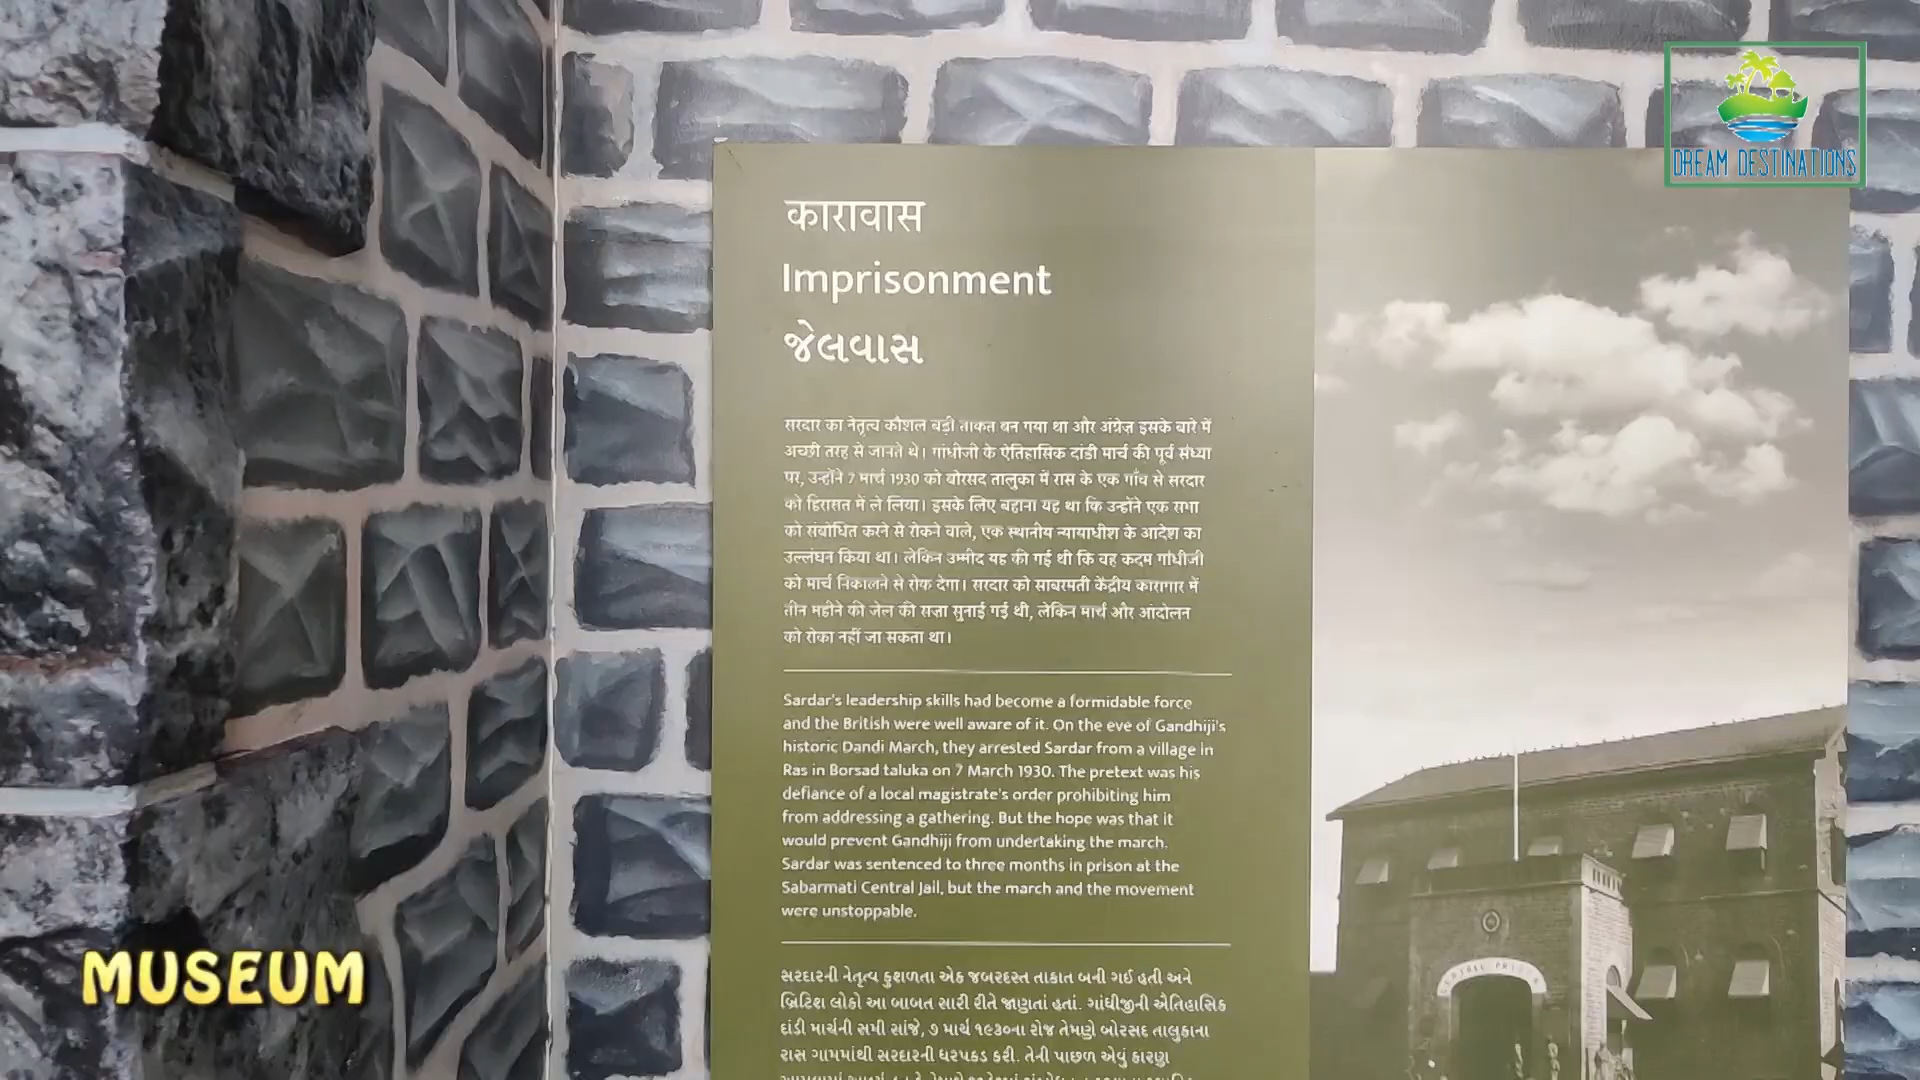 DREAM DESTINATIONS
कारावास
Imprisonment
જેલવાસ
सरदार का नेतृत्व कौशल बड़ी ताकत बन गया था और अंग्रेज़ इसके बारे में
अच्छी तरह से जानते थे। गांधीजी के ऐतिहासिक दांडी मार्च की पूर्व संध्या
पर, उन्होंने 7 मार्च 1930 को बोरसद तालुका में रास के एक गाँव से सरदार
को हिरासत में ले लिया। इसके लिए बहाना यह था कि उन्होंने एक सभा
को संबोधित करने से रोकने वाले, एक स्थानीय न्यायाधीश के आदेश का
उल्लंघन किया था। लेकिन उम्मीद यह की गई थी कि वह कदम गांधीजी
को मार्च निकालने से रोक देगा। सरदार को साबरमती केंद्रीय कारागार में
तीन महीने की जेल की सज़ा सुनाई गई थी, लेकिन मार्च और आंदोलन
को रोका नहीं जा सकता था।
Sardar's leadership skills had become a formidable force
and the British were well aware of it. On the eve of Gandhiji's
historic Dandi March, they arrested Sardar from a village in
Ras in Borsad taluka on 7 March 1930. The pretext was his
defiance of a local magistrate's order prohibiting him
from addressing a gathering. But the hope was that it
would prevent Gandhiji from undertaking the march.
Sardar was sentenced to three months in prison at the
Sabarmati Central Jail, but the march and the movement
were unstoppable.
સરદારની નેતૃત્વ કુશળતા એક જબરદસ્ત તાકાત બની ગઈ હતી અને
બ્રિટિશ લોકો આ બાબત સારી રીતે જાણતાં હતાં. ગાંધીજીની ઐતિહાસિક
દાંડી માર્ચની સમી સાંજે, ૭ માર્ચ ૧૯૩૦ના રોજ તેમણે બોરસદ તાલુકાના
રાસ ગામમાંથી સરદારની ધરપકડ કરી. તેની પાછળ એવું કારણ
CENTRAL PRISON
MUSEUM